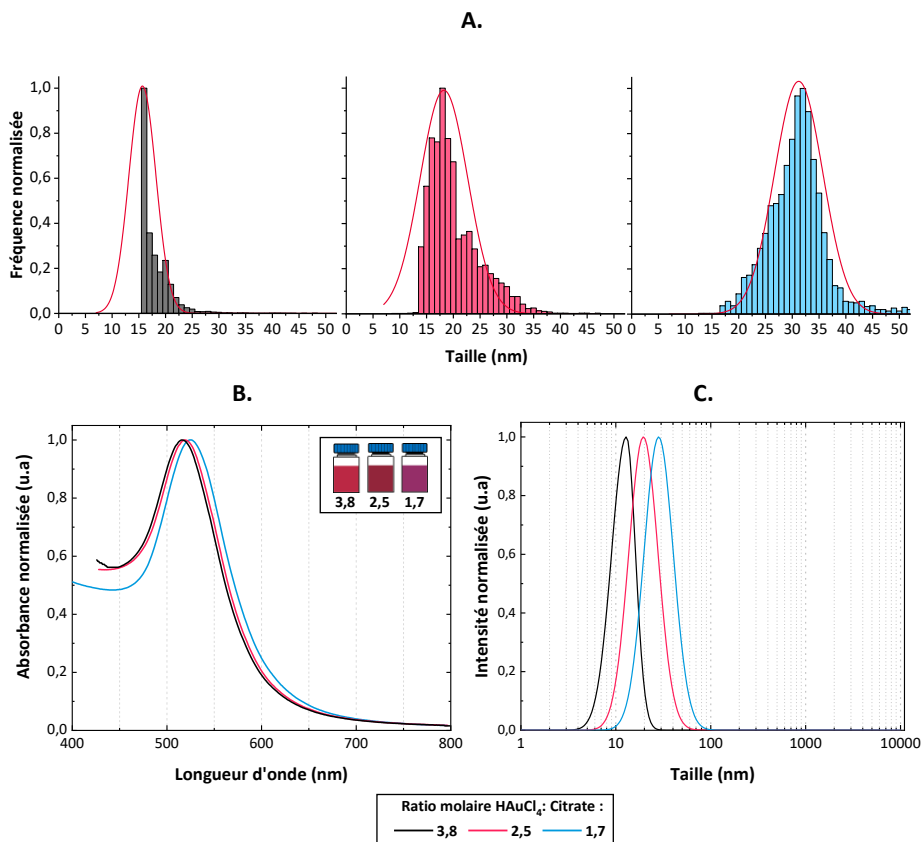 A.
Fréquence normalisée
1,0
0,8
0,6
0,4
0,2
0,0
0 5 10 15 20 25 30 35 40 45 50
0 5 10 15 20 25 30 35 40 45 50
0 5 10 15 20 25 30 35 40 45 50
Taille (nm)
B.
Absorbance normalisée (u.a)
1,0
0,8
0,6
0,4
0,2
0,0
3,8 2,5 1,7
400 500 600 700 800
Longueur d'onde (nm)
C.
Intensité normalisée (u.a)
1,0
0,8
0,6
0,4
0,2
0,0
1 10 100 1000 10000
Taille (nm)
Ratio molaire HAuCl₄: Citrate :
3,8 2,5 1,7